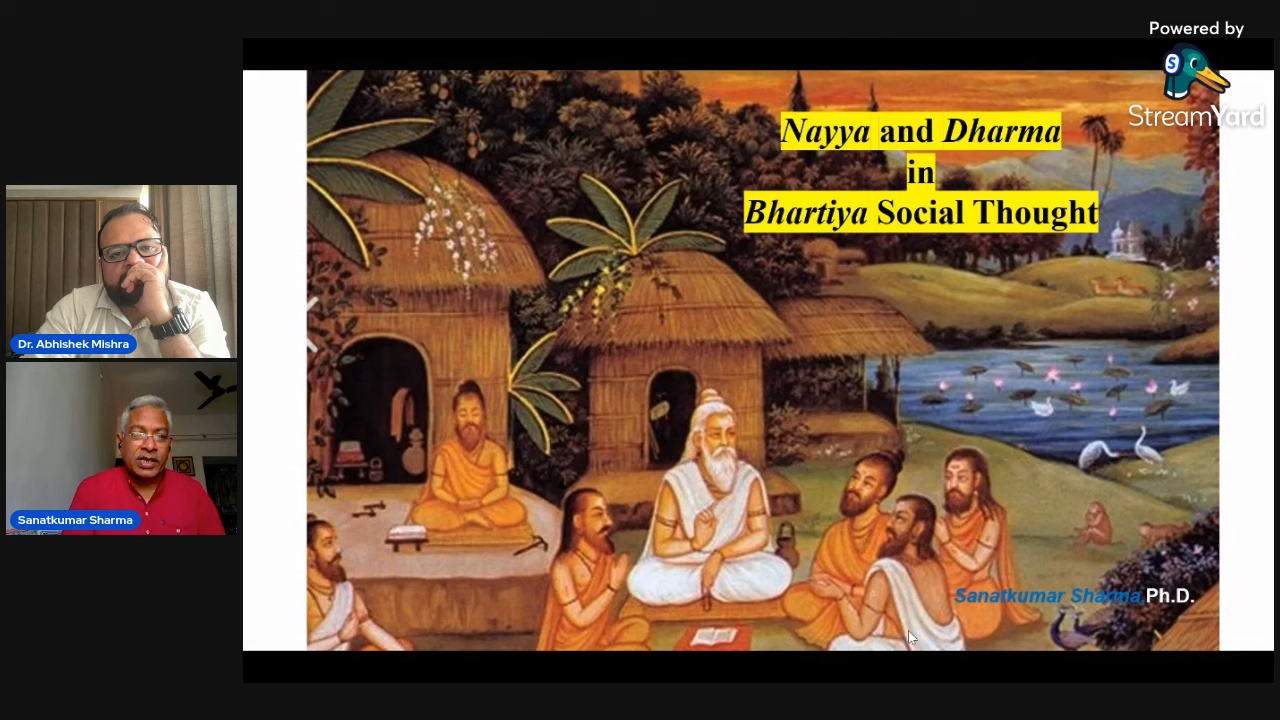 Powered by
StreamYard
Nayya and Dharma
in
Bhartiya Social Thought
Dr. Abhishek Mishra
Sanatkumar Sharma
Sanatkumar Sharma,Ph.D.